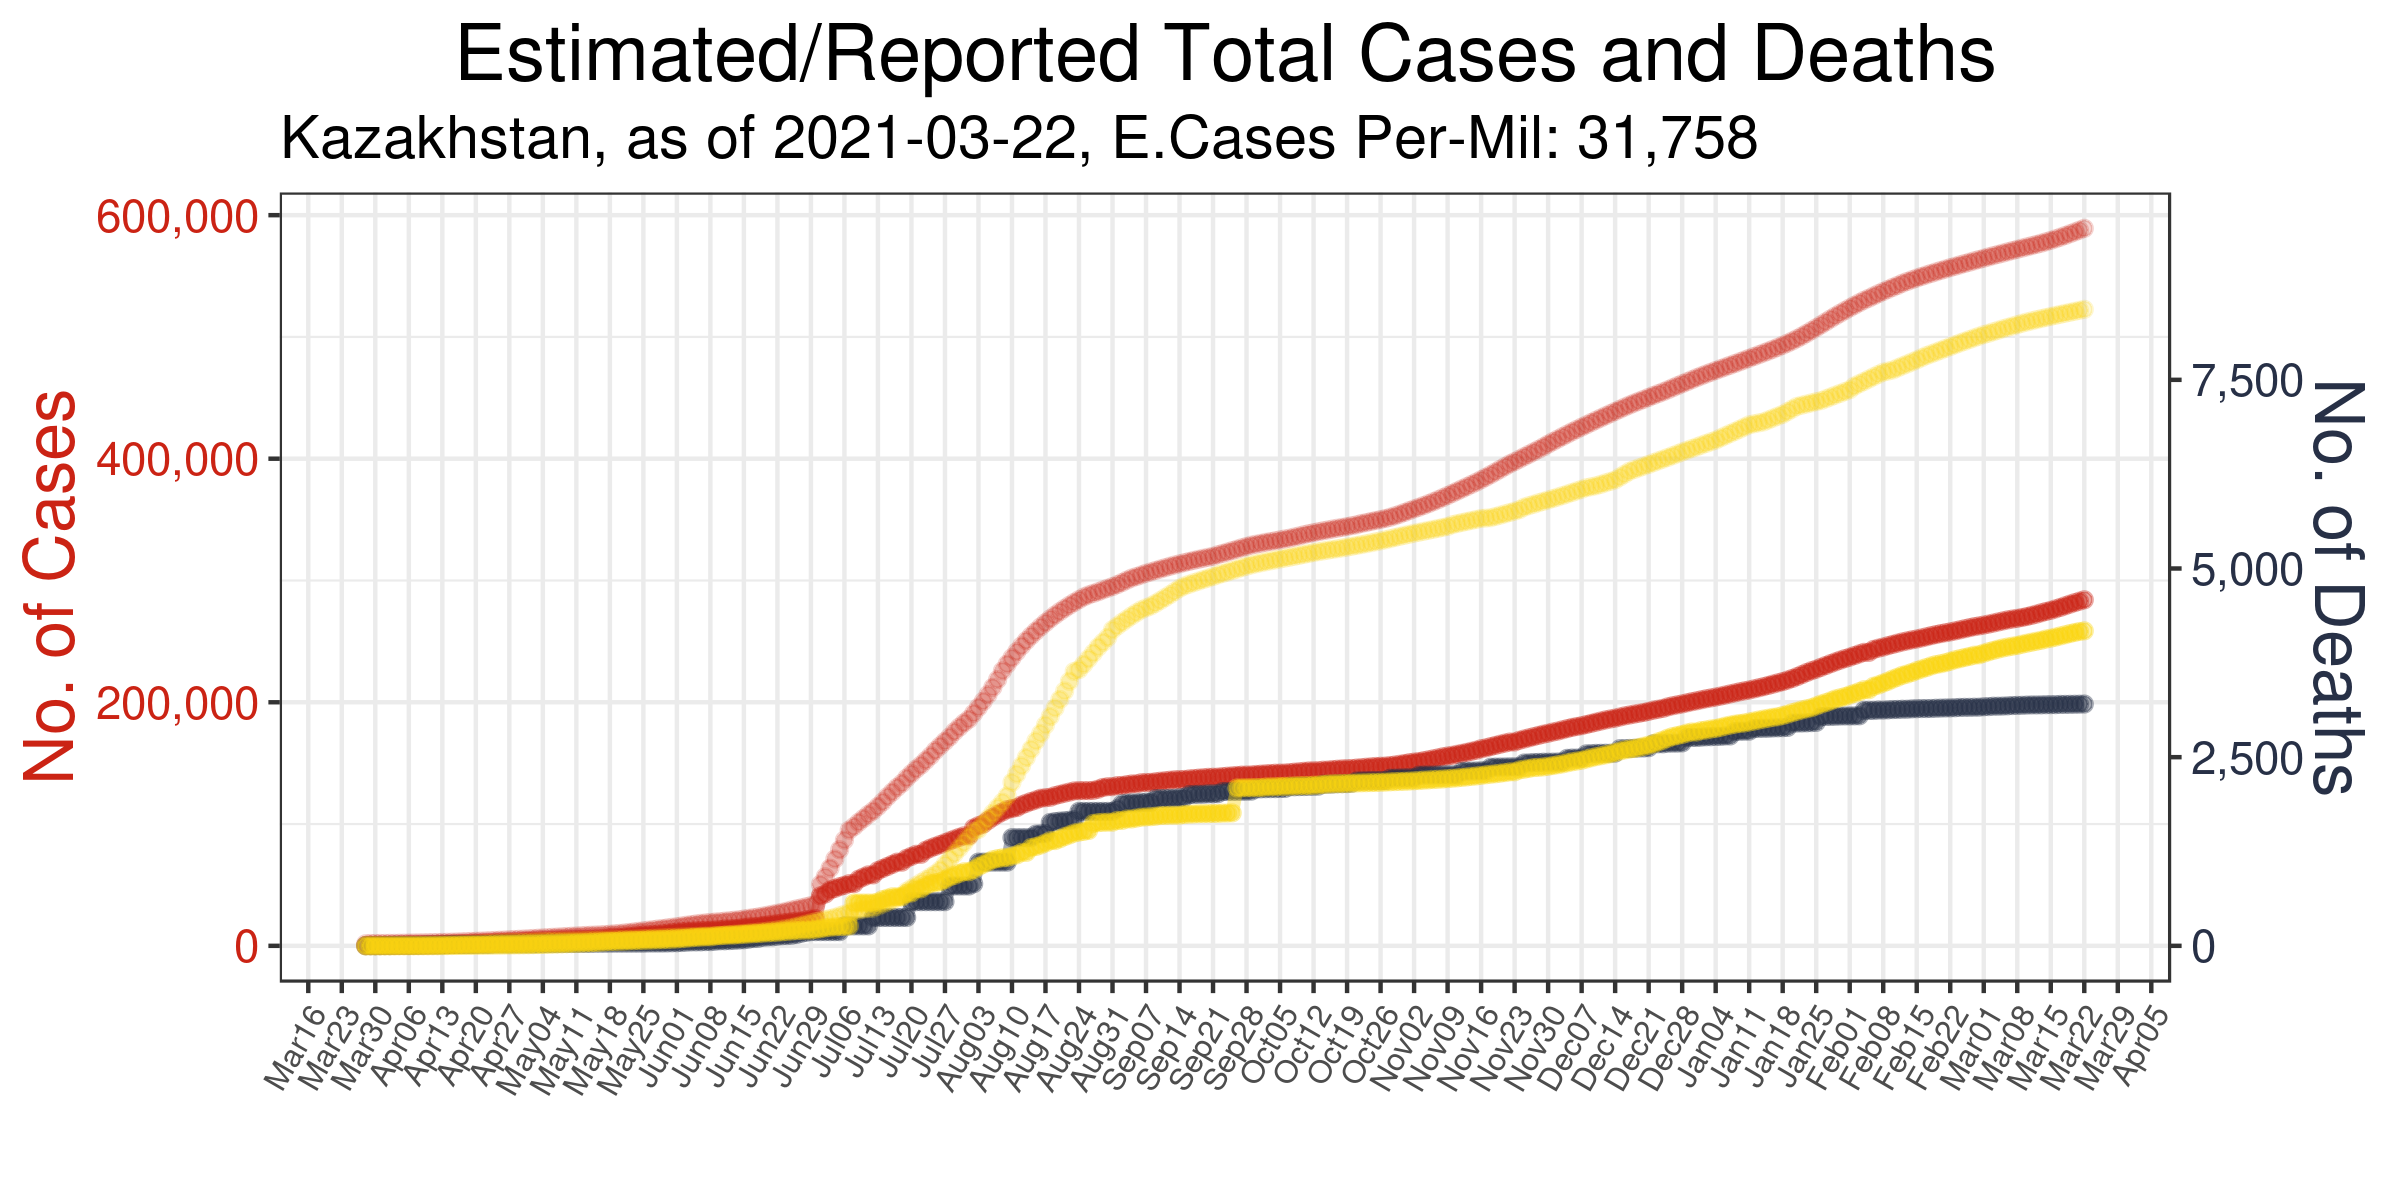 Estimated/Reported Total Cases and Deaths
Kazakhstan, as of 2021-03-22, E.Cases Per-Mil: 31,758
No. of Cases
600,000
400,000
200,000
0
7,500
5,000
2,500
0
No. of Deaths
Mar16
Mar23
Mar30
Apr06
Apr13
Apr20
Apr27
May04
May11
May18
May25
Jun01
Jun08
Jun15
Jun22
Jun29
Jul06
Jul13
Jul20
Jul27
Aug03
Aug10
Aug17
Aug24
Aug31
Sep07
Sep14
Sep21
Sep28
Oct05
Oct12
Oct19
Oct26
Nov02
Nov09
Nov16
Nov23
Nov30
Dec07
Dec14
Dec21
Dec28
Jan04
Jan11
Jan18
Jan25
Feb01
Feb08
Feb15
Feb22
Mar01
Mar08
Mar15
Mar22
Mar29
Apr05